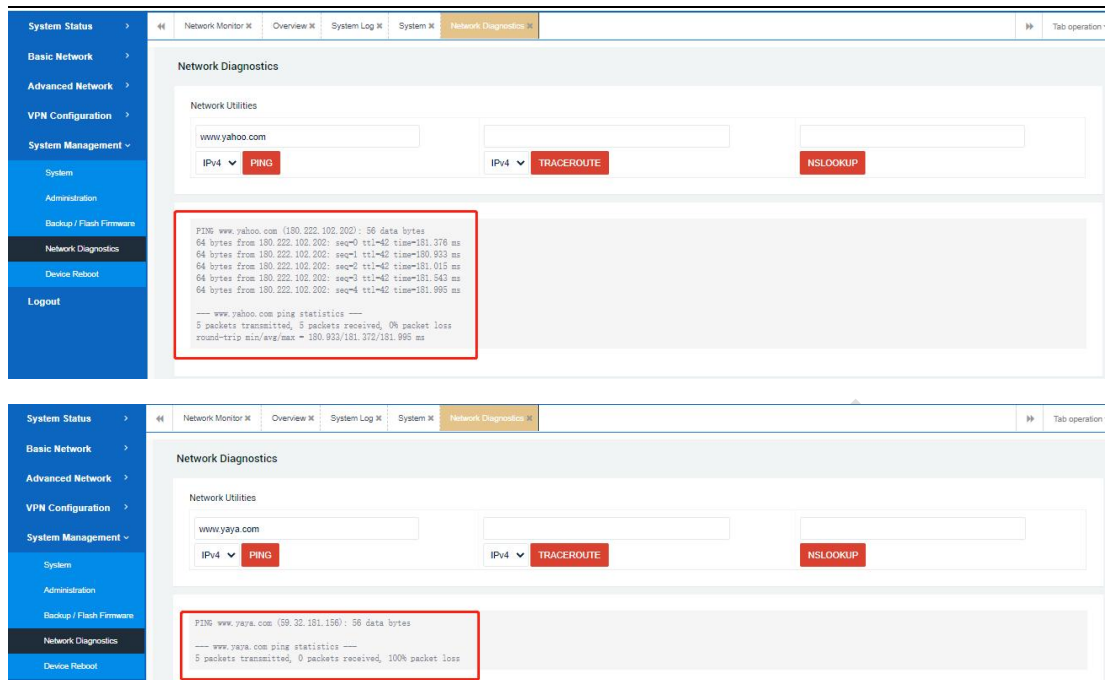 System Status
Network Monitor Overview System Log System Network Diagnostics Tab operation
Basic Network
Network Diagnostics
Advanced Network
Network Utilities
VPN Configuration
www.yahoo.com
System Management
IPv4 PING IPv4 TRACEROUTE NSLOOKUP
System
Administration
Backup / Flash Firmware
Network Diagnostics
Device Reboot
Logout
PING www.yahoo.com (180.222.102.202): 56 data bytes
64 bytes from 180.222.102.202: seq=0 ttl=42 time=181.376 ms
64 bytes from 180.222.102.202: seq=1 ttl=42 time=180.933 ms
64 bytes from 180.222.102.202: seq=2 ttl=42 time=181.015 ms
64 bytes from 180.222.102.202: seq=3 ttl=42 time=181.543 ms
64 bytes from 180.222.102.202: seq=4 ttl=42 time=181.995 ms
--- www.yahoo.com ping statistics ---
5 packets transmitted, 5 packets received, 0% packet loss
round-trip min/avg/max = 180.933/181.372/181.995 ms
System Status
Network Monitor Overview System Log System Network Diagnostics Tab operation
Basic Network
Network Diagnostics
Advanced Network
Network Utilities
VPN Configuration
www.yaya.com
System Management
IPv4 PING IPv4 TRACEROUTE NSLOOKUP
System
Administration
Backup / Flash Firmware
Network Diagnostics
Device Reboot
PING www.yaya.com (59.32.181.156): 56 data bytes
--- www.yaya.com ping statistics ---
5 packets transmitted, 0 packets received, 100% packet loss